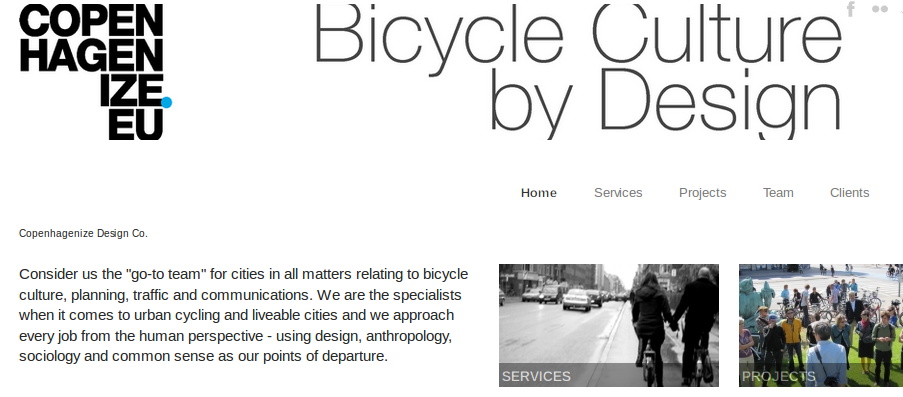 COPEN
HAGEN
IZE.
EU
Bicycle Culture
by Design
Home Services Projects Team Clients
Copenhagenize Design Co.
Consider us the "go-to team" for cities in all matters relating to bicycle
culture, planning, traffic and communications. We are the specialists
when it comes to urban cycling and liveable cities and we approach
every job from the human perspective - using design, anthropology,
sociology and common sense as our points of departure.
SERVICES
PROJECTS